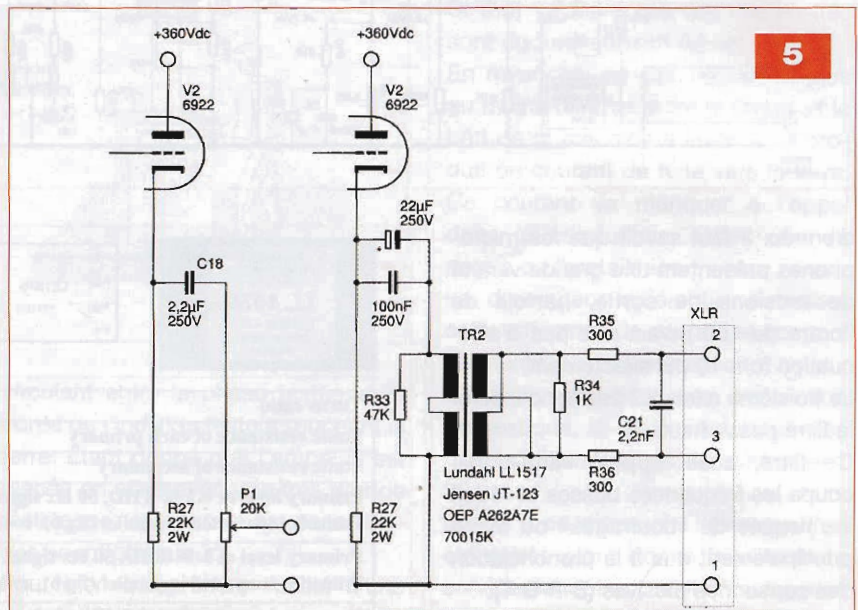 +360Vdc
+360Vdc
5
V2
6922
V2
6922
22µF
250V
C18
2,2µF
250V
100nF
250V
TR2
R35
300
XLR
2
R33
47K
R34
1K
C21
2,2nF
3
R36
300
Lundahl LL1517
Jensen JT-123
OEP A262A7E
70015K
R27
22K
2W
P1
20K
R27
22K
2W
1